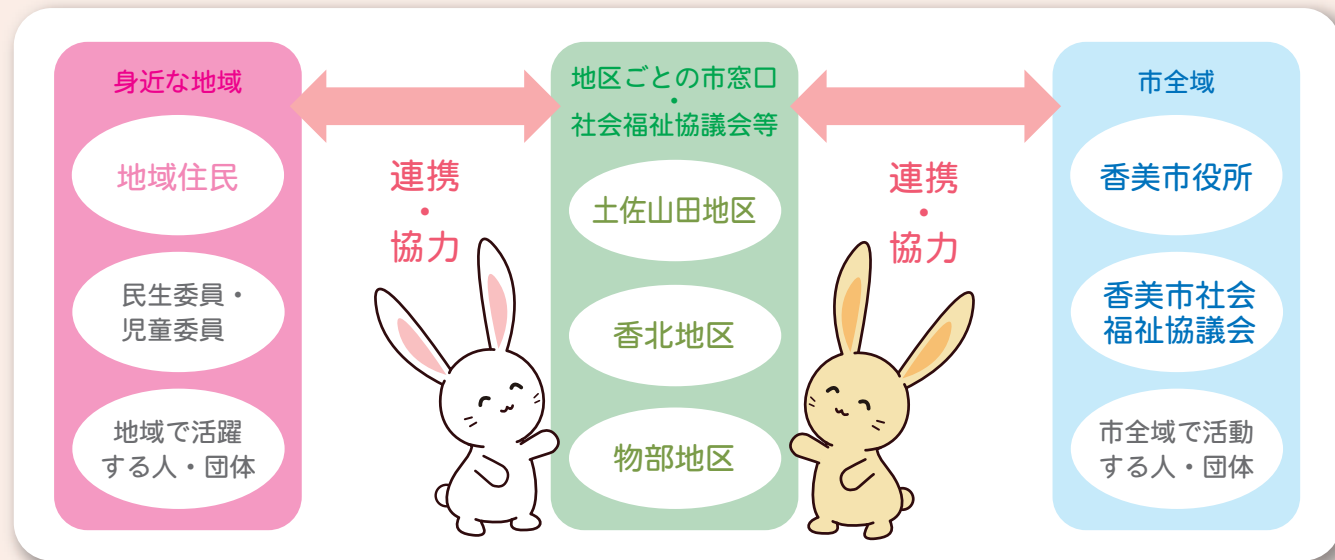 身近な地域
地域住民
民生委員・
児童委員
地域で活躍
する人・団体
連携
・
協力
地区ごとの市窓口
・
社会福祉協議会等
土佐山田地区
香北地区
物部地区
連携
・
協力
市全域
香美市役所
香美市社会
福祉協議会
市全域で活動
する人・団体